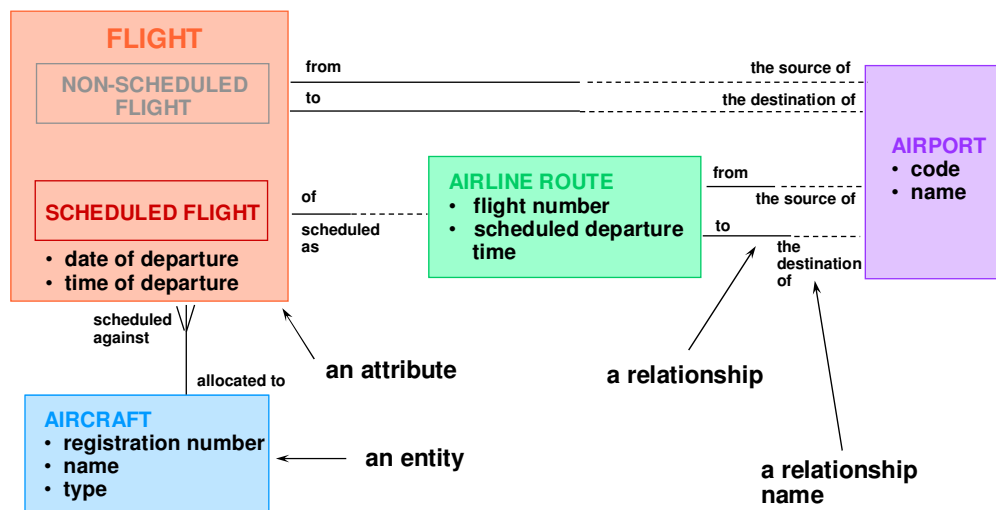 FLIGHT
NON-SCHEDULED
FLIGHT
SCHEDULED FLIGHT
• date of departure
• time of departure
from
the source of
to
the destination of
AIRPORT
• code
• name
of
scheduled
as
AIRLINE ROUTE
• flight number
• scheduled departure
time
from
the source of
to
the
destination
of
scheduled
against
allocated to
an attribute
a relationship
AIRCRAFT
• registration number
• name
• type
an entity
a relationship
name